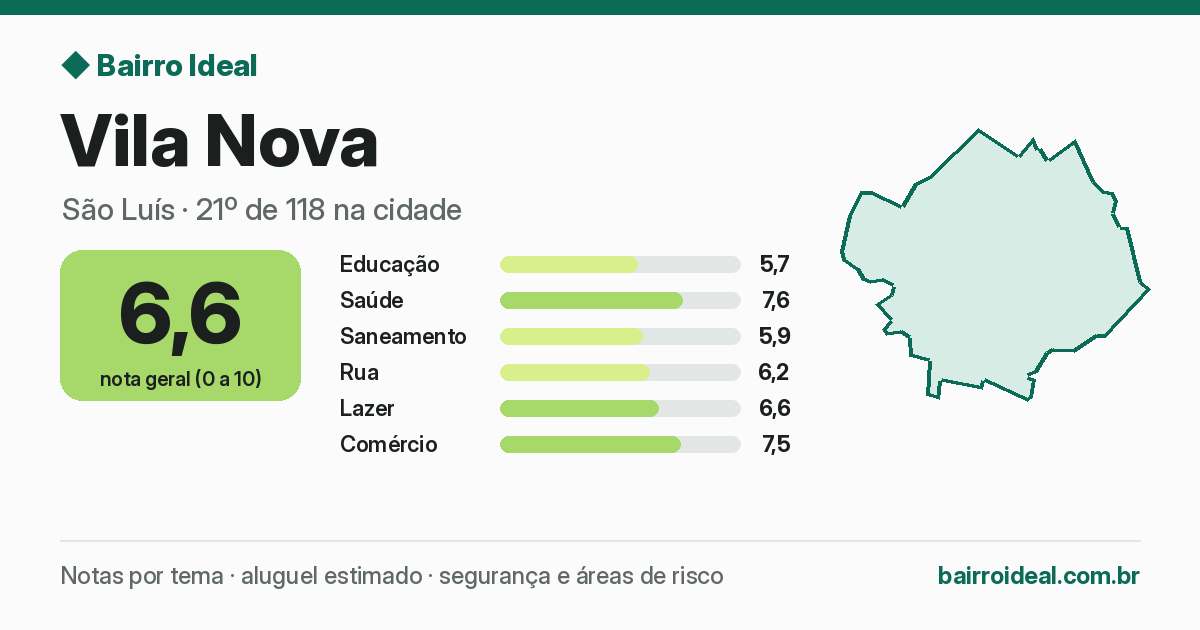 Bairro Ideal
Vila Nova
São Luís · 21º de 118 na cidade
6,6
nota geral (0 a 10)
Educação 5,7
Saúde 7,6
Saneamento 5,9
Rua 6,2
Lazer 6,6
Comércio 7,5
Notas por tema · aluguel estimado · segurança e áreas de risco
bairroideal.com.br